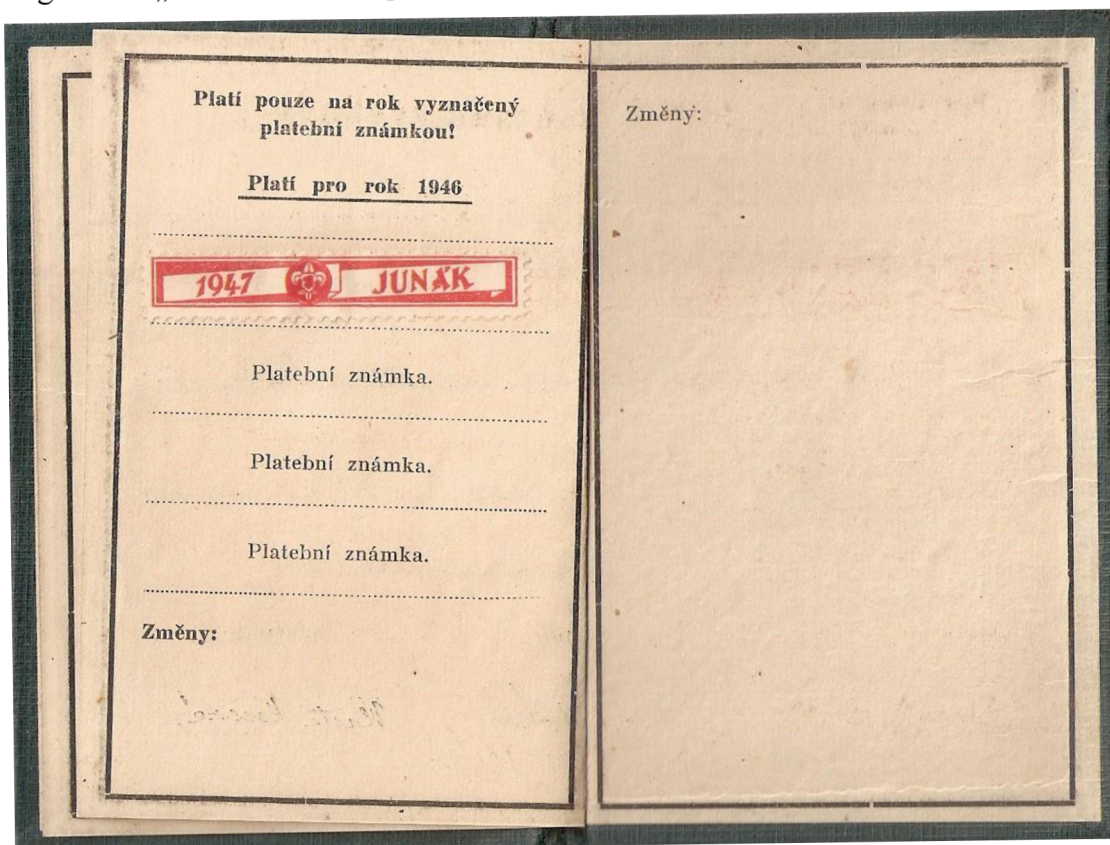 Platí pouze na rok vyznačený
platební známkou!
Platí pro rok 1946
1947 JUNÁK
Platební známka.
Platební známka.
Platební známka.
Změny:
Změny: